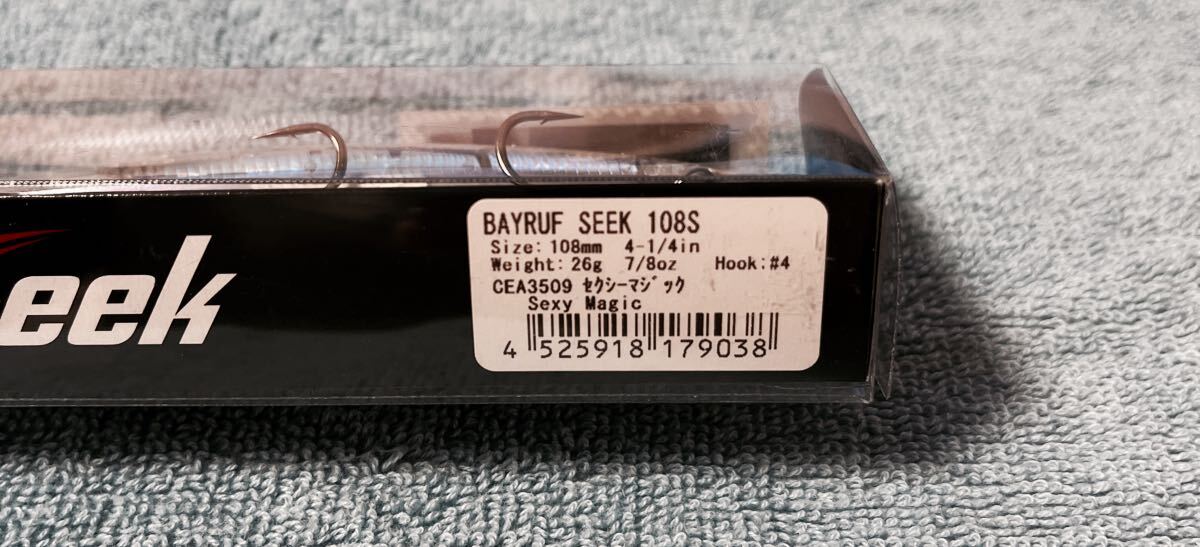 eek
BAYRUF SEEK 108S
Size: 108mm 4-1/4in
Weight: 26g 7/8oz Hook:#4
CEA3509 ｾｸｼｰﾏｼﾞｯｸ
Sexy Magic
4 525918 179038